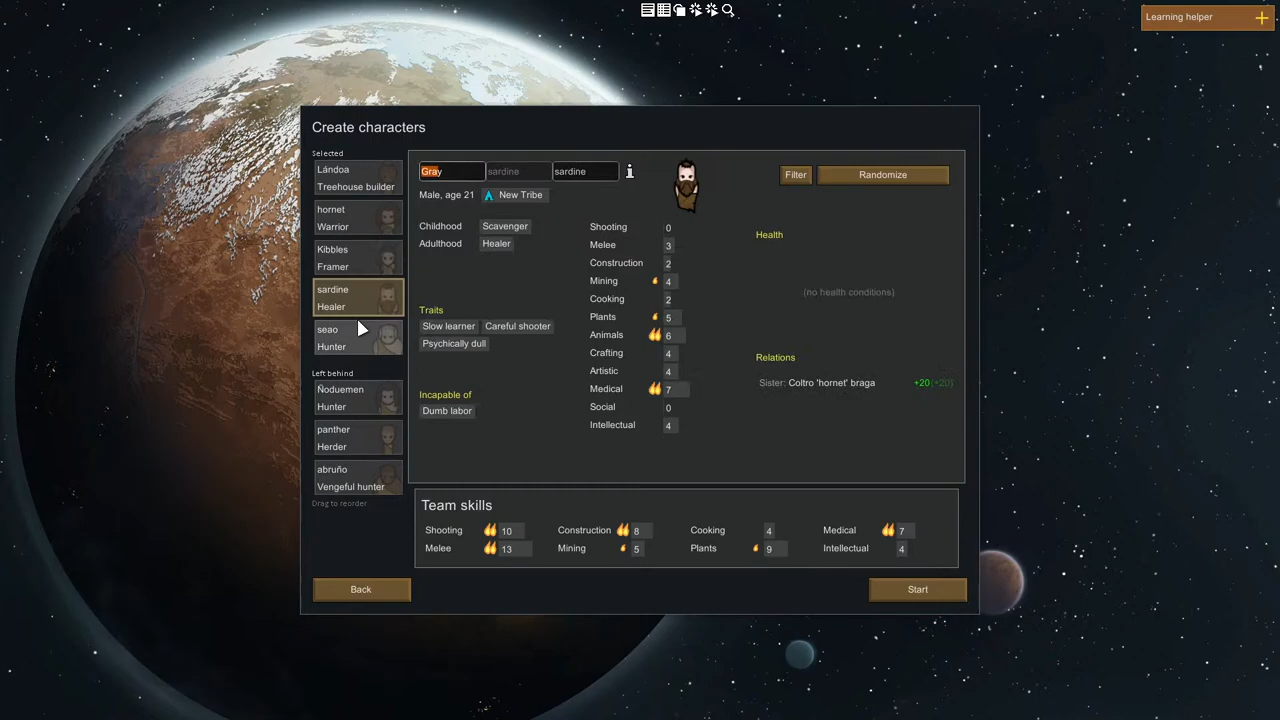 Learning helper
Create characters
Selected
Lándoa
Treehouse builder
hornet
Warrior
Kibbles
Framer
sardine
Healer
seao
Hunter
Left behind
Ñoduemen
Hunter
panther
Herder
abruño
Vengeful hunter
Drag to reorder
Gray sardine sardine
Filter Randomize
Male, age 21 New Tribe
Childhood Scavenger
Adulthood Healer
Traits
Slow learner Careful shooter
Psychically dull
Incapable of
Dumb labor
Shooting 0
Melee 3
Construction 2
Mining 4
Cooking 2
Plants 5
Animals 6
Crafting 4
Artistic 4
Medical 7
Social 0
Intellectual 4
Health
(no health conditions)
Relations
Sister: Coltro 'hornet' braga +20 (+20)
Team skills
Shooting 10 Construction 8 Cooking 4 Medical 7
Melee 13 Mining 5 Plants 9 Intellectual 4
Back Start